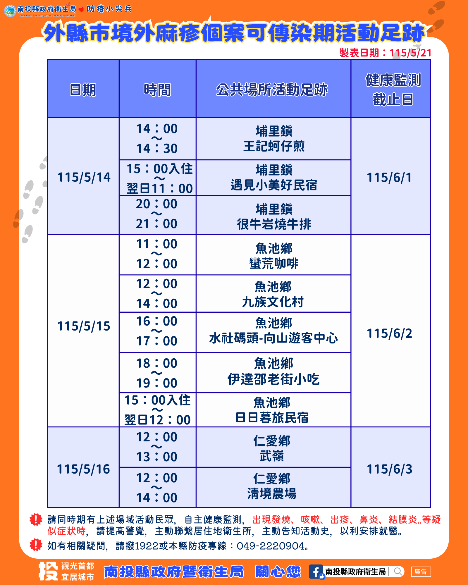 南投縣政府衛生局 防疫小尖兵
外縣市境外麻疹個案可傳染期活動足跡
製表日期：115/5/21
日期 時間 公共場所活動足跡 健康監測截止日
115/5/14
14：00～14：30 埔里鎮 王記蚵仔煎
15：00入住～翌日11：00 埔里鎮 遇見小美好民宿
20：00～21：00 埔里鎮 很牛岩燒牛排
115/6/1
115/5/15
11：00～12：00 魚池鄉 蠻荒咖啡
12：00～14：00 魚池鄉 九族文化村
16：00～17：00 魚池鄉 水社碼頭-向山遊客中心
18：00～19：00 魚池鄉 伊達邵老街小吃
15：00入住～翌日12：00 魚池鄉 日日暮旅民宿
115/6/2
115/5/16
12：00～13：00 仁愛鄉 武嶺
12：00～14：00 仁愛鄉 清境農場
115/6/3
請同時期有上述場域活動民眾，自主健康監測，出現發燒、咳嗽、出疹、鼻炎、結膜炎..等疑
似症狀時，請提高警覺，主動聯繫居住地衛生所，主動告知活動史，以利安排就醫。
如有相關疑問，請撥1922或本縣防疫專線：049-2220904。
投 觀光首都 宜居城市
南投縣政府暨衛生局 關心您
南投縣政府衛生局
廣告